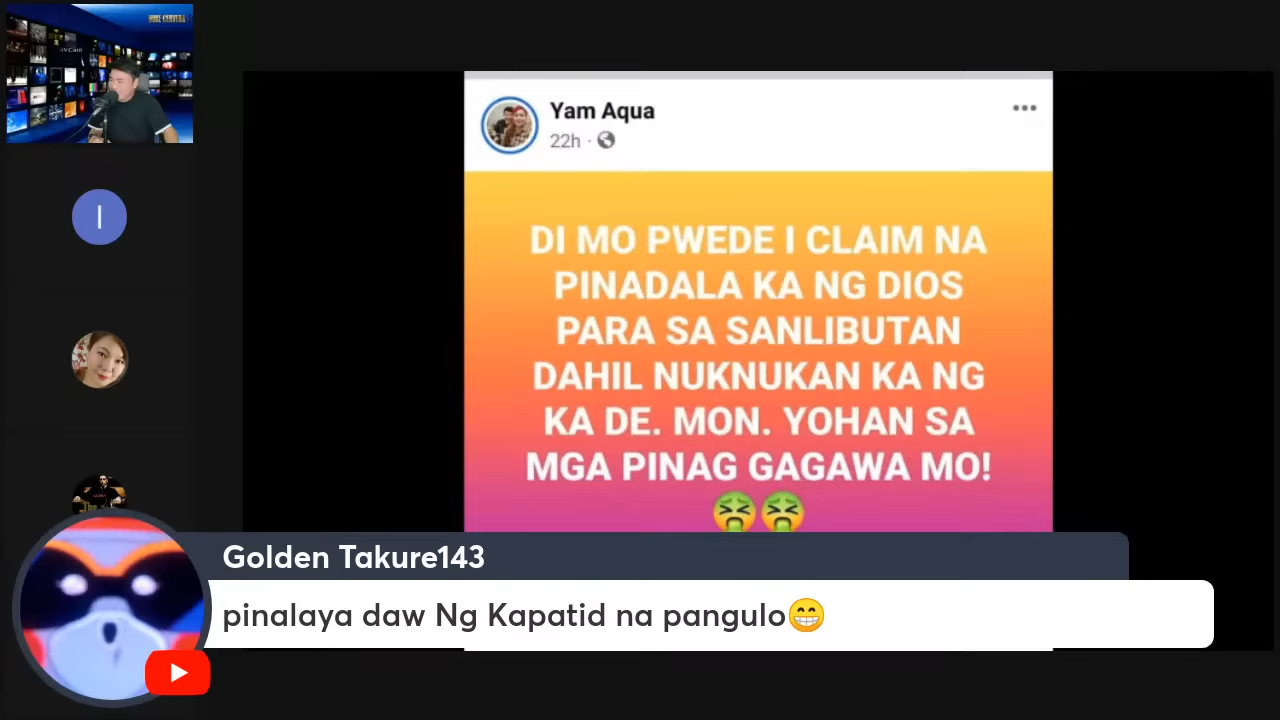 Yam Aqua
22h
DI MO PWEDE I CLAIM NA
PINADALA KA NG DIOS
PARA SA SANLIBUTAN
DAHIL NUKNUKAN KA NG
KA DE. MON. YOHAN SA
MGA PINAG GAGAWA MO!
🤮🤮
I
Golden Takure143
pinalaya daw Ng Kapatid na pangulo😁